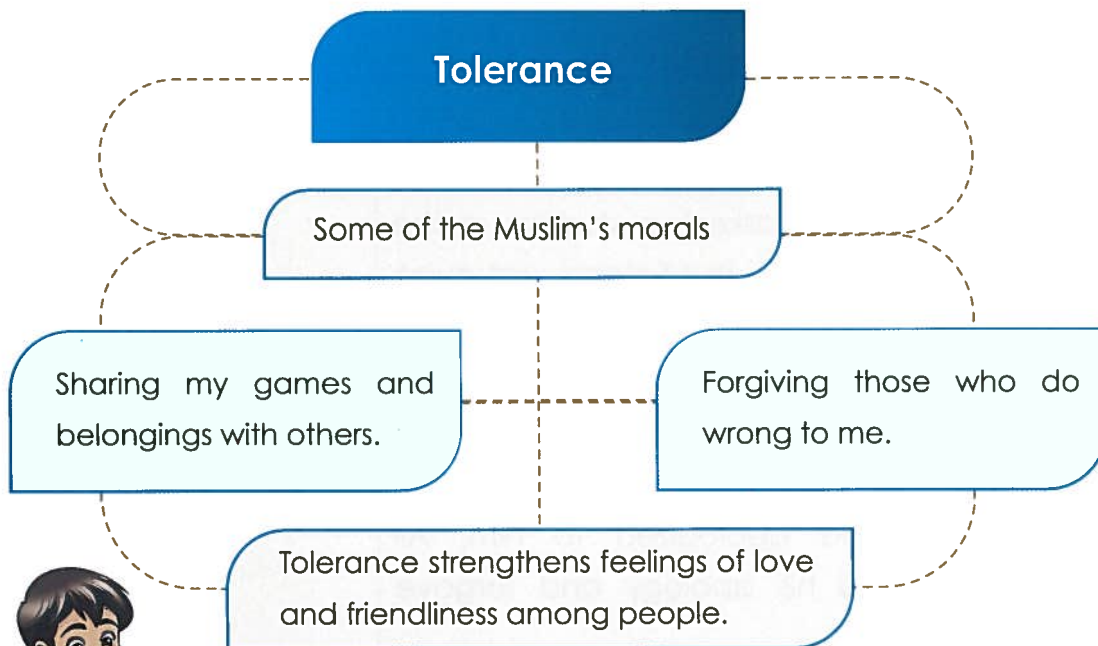 Tolerance
Some of the Muslim's morals
Sharing my games and
belongings with others.
Forgiving those who do
wrong to me.
Tolerance strengthens feelings of love
and friendliness among people.